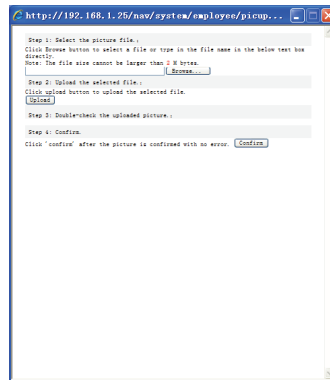 http://192.168.1.25/nav/system/employee/picup...
Step 1: Select the picture file.;
Click Browse button to select a file or type in the file name in the below text box
directly.
Note: The file size cannot be larger than 2 M bytes.
Browse...
Step 2: Upload the selected file.;
Click upload button to upload the selected file.
Upload
Step 3: Double-check the uploaded picture.;
Step 4: Confirm.
Click 'confirm' after the picture is confirmed with no error. Confirm